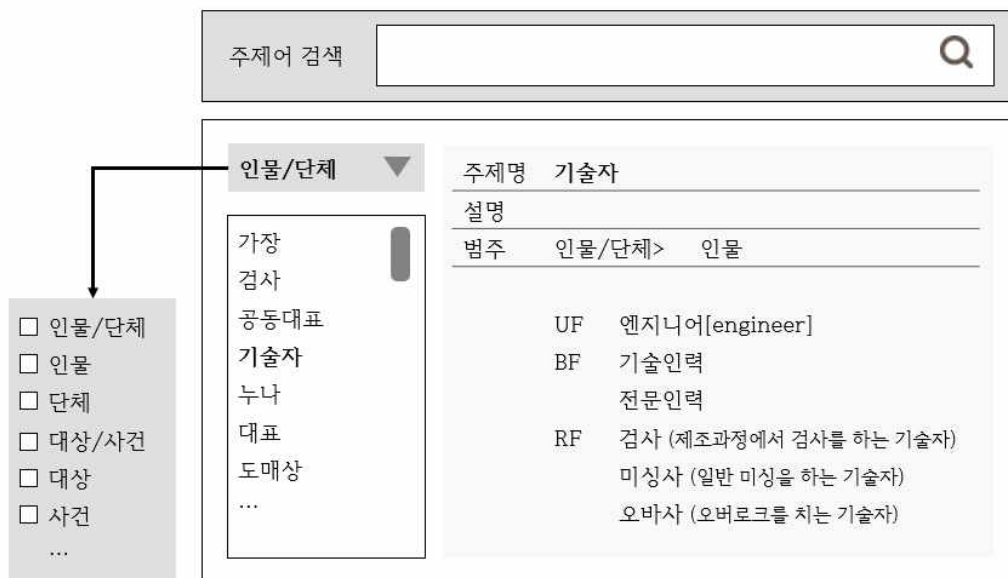 주제어 검색
인물/단체
가장
검사
공동대표
기술자
누나
대표
도매상
...
주제명 기술자
설명
범주 인물/단체> 인물
UF 엔지니어[engineer]
BF 기술인력
전문인력
RF 검사 (제조과정에서 검사를 하는 기술자)
미싱사 (일반 미싱을 하는 기술자)
오바사 (오버로크를 치는 기술자)
인물/단체
인물
단체
대상/사건
대상
사건
...